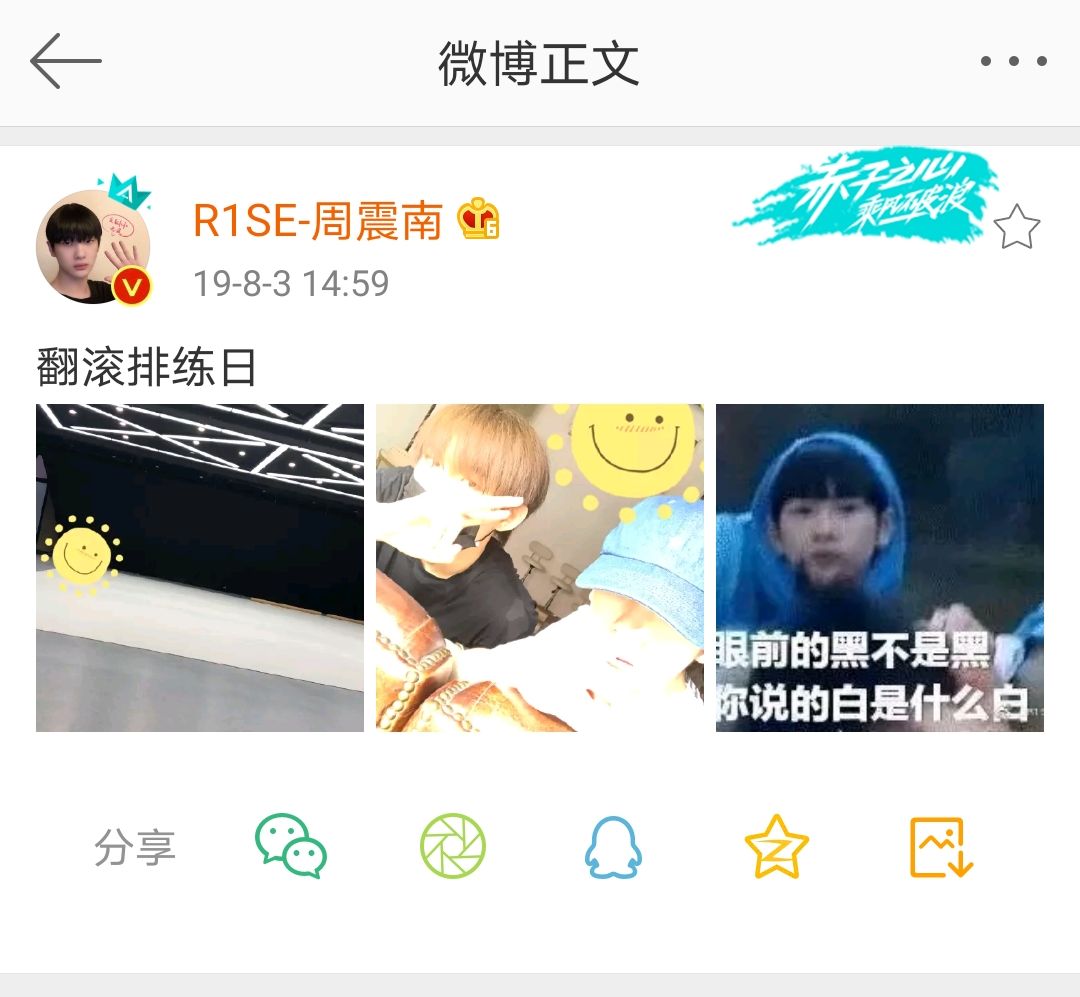 微博正文
赤子之心
乘风破浪
R1SE-周震南
19-8-3 14:59
翻滚排练日
眼前的黑不是黑
你说的白是什么白
分享